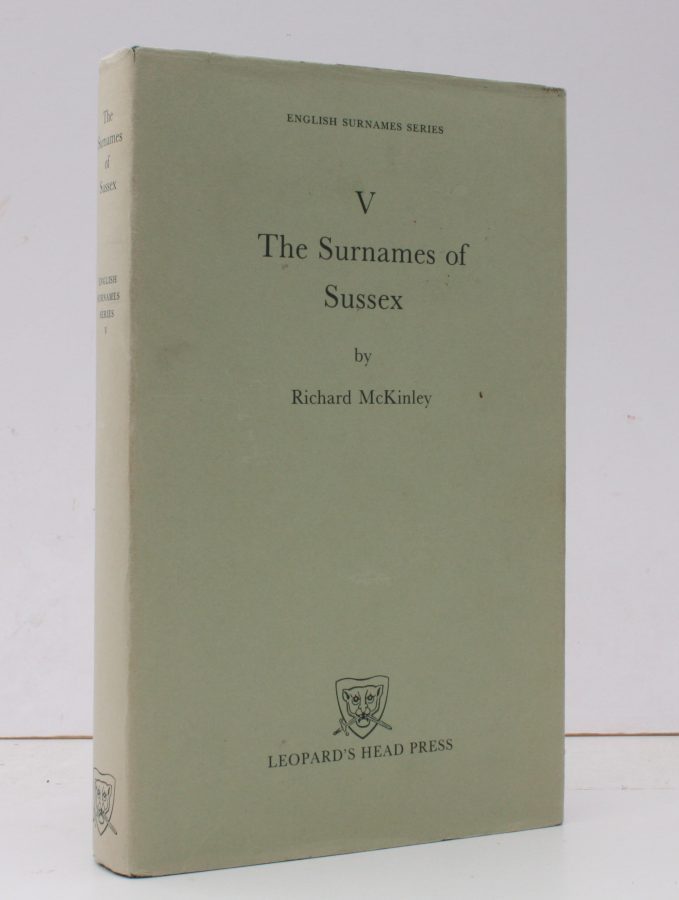 ENGLISH SURNAMES SERIES
V
The Surnames of
Sussex
by
Richard McKinley
LEOPARD'S HEAD PRESS
The
Surnames
of
Sussex
ENGLISH
SURNAMES
SERIES
V